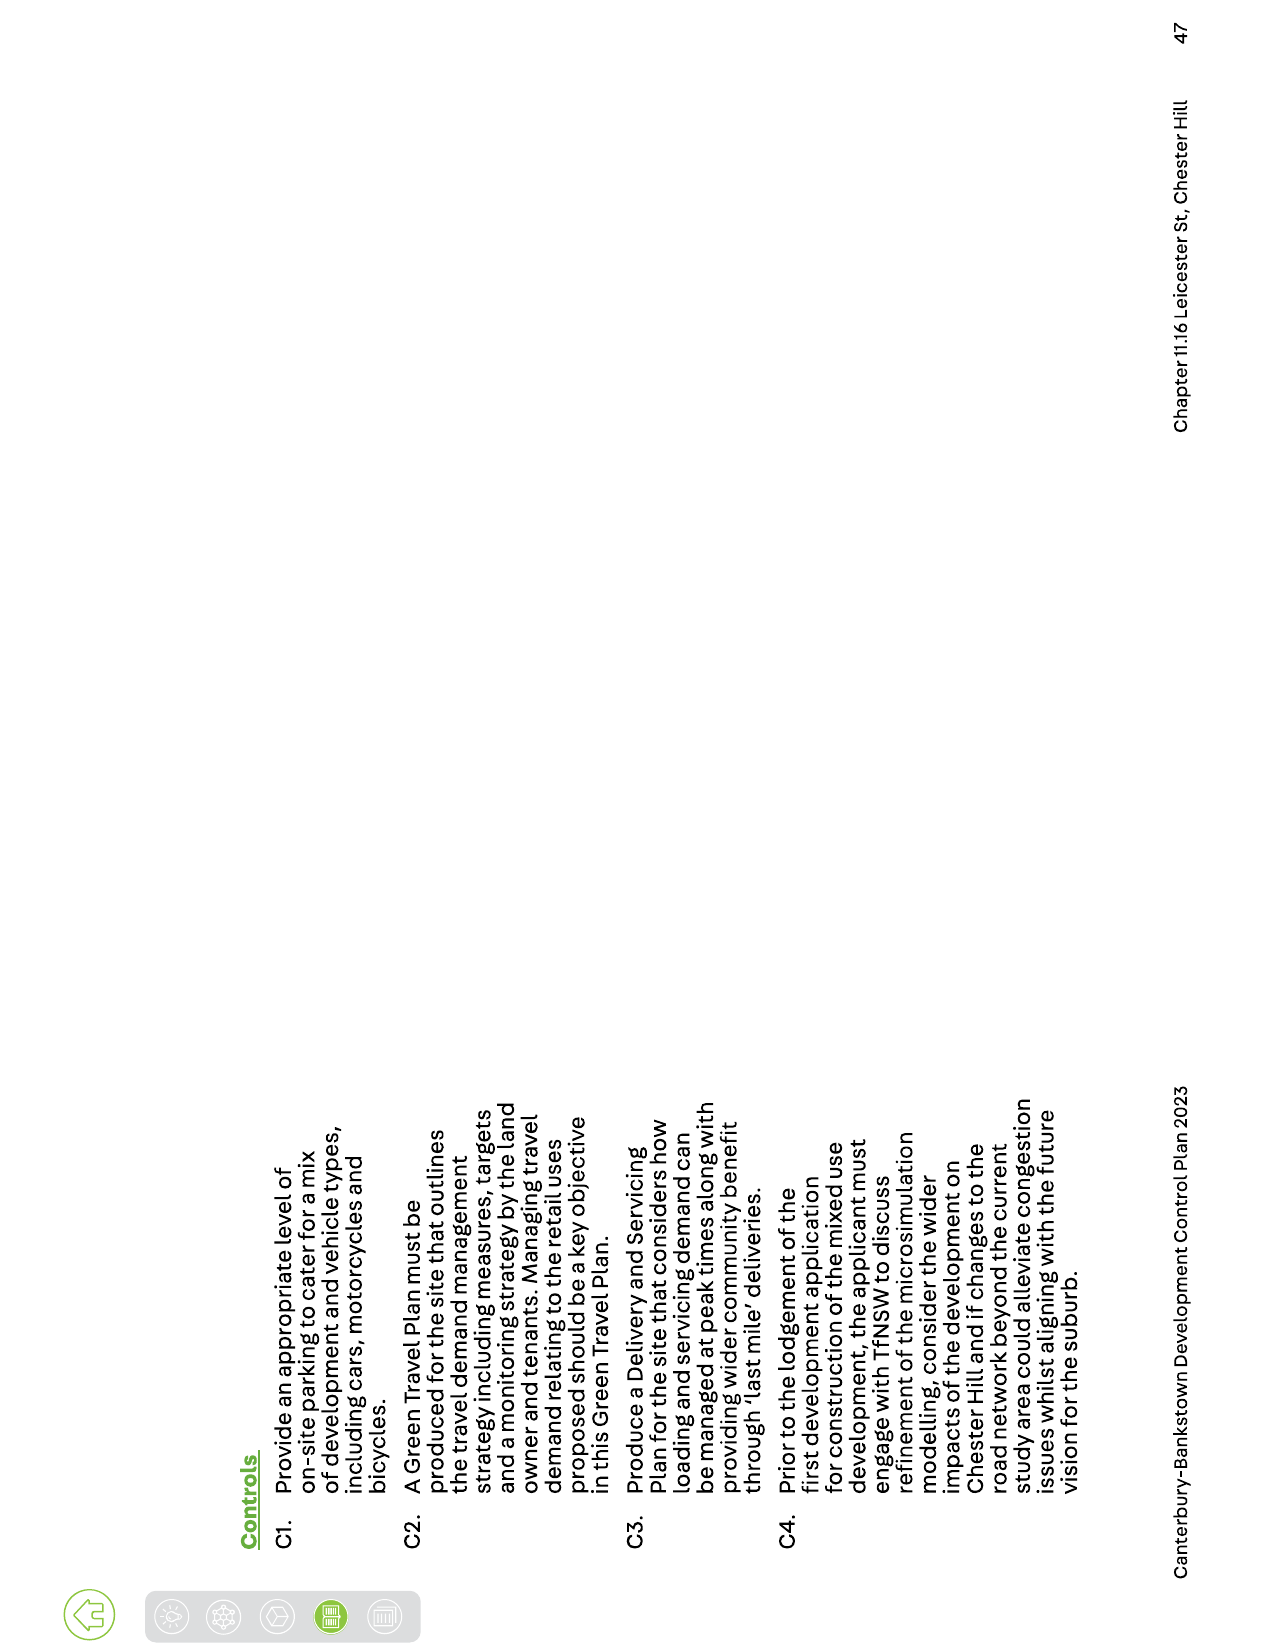 Controls
C1. Provide an appropriate level of
on-site parking to cater for a mix
of development and vehicle types,
including cars, motorcycles and
bicycles.
C2. A Green Travel Plan must be
produced for the site that outlines
the travel demand management
strategy including measures, targets
and a monitoring strategy by the land
owner and tenants. Managing travel
demand relating to the retail uses
proposed should be a key objective
in this Green Travel Plan.
C3. Produce a Delivery and Servicing
Plan for the site that considers how
loading and servicing demand can
be managed at peak times along with
providing wider community benefit
through ‘last mile’ deliveries.
C4. Prior to the lodgement of the
first development application
for construction of the mixed use
development, the applicant must
engage with TfNSW to discuss
refinement of the microsimulation
modelling, consider the wider
impacts of the development on
Chester Hill and if changes to the
road network beyond the current
study area could alleviate congestion
issues whilst aligning with the future
vision for the suburb.
Canterbury-Bankstown Development Control Plan 2023
Chapter 11.16 Leicester St, Chester Hill 47